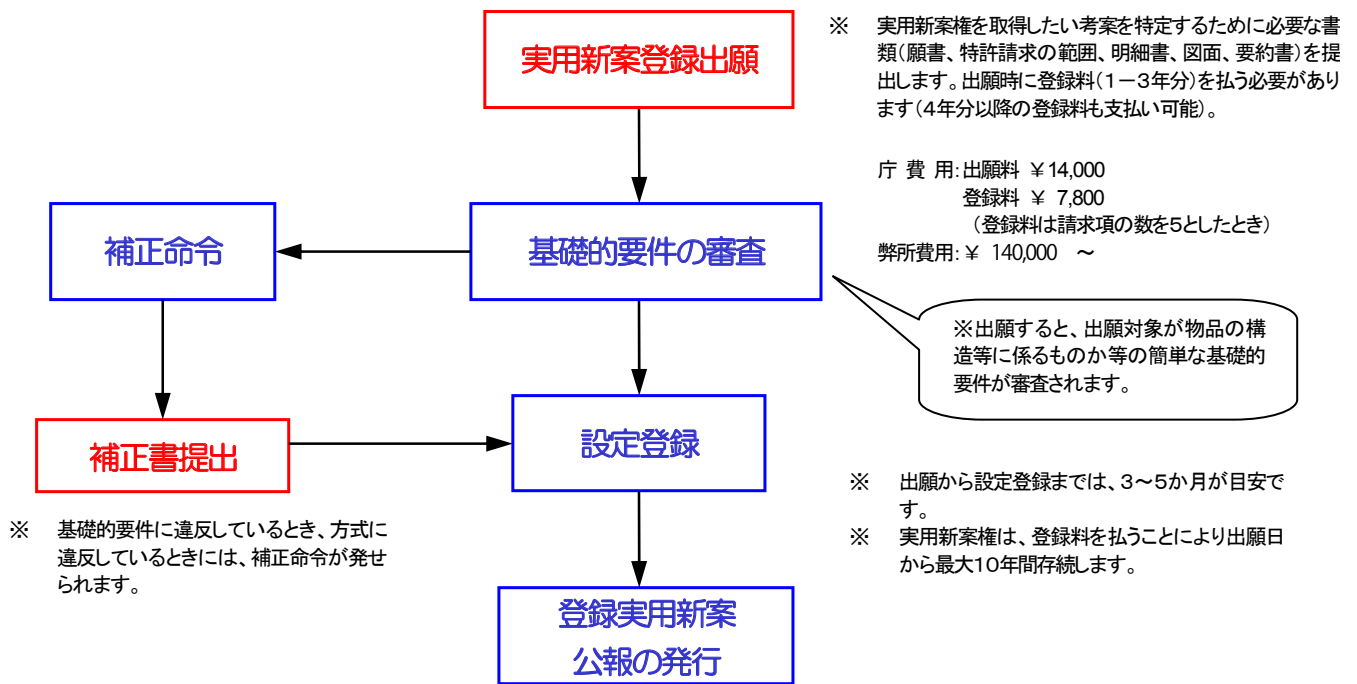 実用新案登録出願
※ 実用新案権を取得したい考案を特定するために必要な書
類(願書、特許請求の範囲、明細書、図面、要約書)を提
出します。出願時に登録料(1-3年分)を払う必要があり
ます(4年分以降の登録料も支払い可能)。
庁 費 用:出願料 ¥14,000
登録料 ¥ 7,800
(登録料は請求項の数を5としたとき)
弊所費用:¥ 140,000 ~
補正命令
基礎的要件の審査
※出願すると、出願対象が物品の構
造等に係るものか等の簡単な基礎的
要件が審査されます。
補正書提出
設定登録
※ 基礎的要件に違反しているとき、方式に
違反しているときには、補正命令が発せ
られます。
※ 出願から設定登録までは、3~5か月が目安で
す。
※ 実用新案権は、登録料を払うことにより出願日
から最大10年間存続します。
登録実用新案
公報の発行